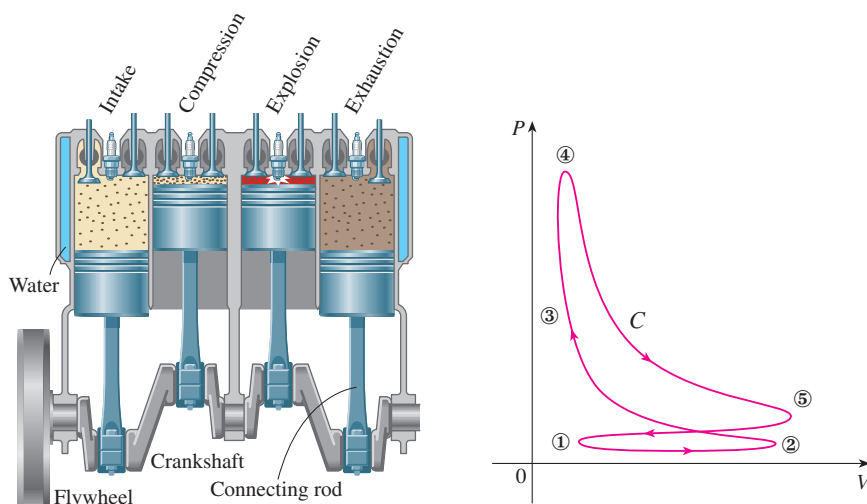 Intake
Compression
Explosion
Exhaustion
Water
Crankshaft
Connecting rod
Flywheel
P
④
③
C
⑤
①
②
0
V